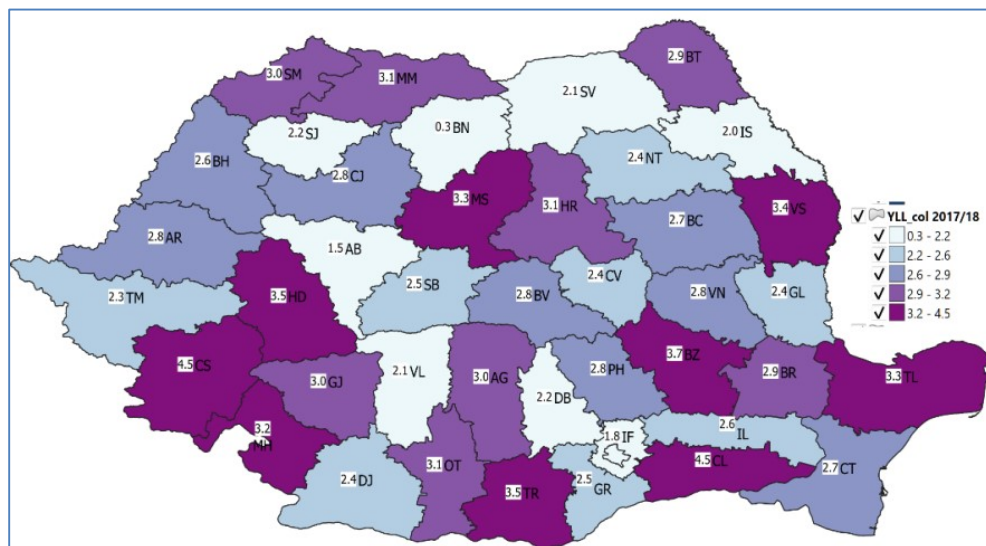 2.9 BT
3.0 SM
3.1 MM
2.1 SV
0.3 BN
2.2 SJ
2.0 IS
2.6 BH
2.8 CJ
2.4 NT
3.3 MS
3.1 HR
3.4 VS
2.7 BC
2.8 AR
1.5 AB
2.3 TM
3.5 HD
2.5 SB
2.8 BV
2.4 CV
2.8 VN
2.4 GL
4.5 CS
3.0 GJ
2.1 VL
3.0 AG
2.2 DB
2.8 PH
3.7 BZ
2.9 BR
3.3 TL
3.2 MH
2.4 DJ
3.1 OT
3.5 TR
2.5 GR
1.8 IF
2.6 IL
4.5 CL
2.7 CT
YLL_col 2017/18
0.3 - 2.2
2.2 - 2.6
2.6 - 2.9
2.9 - 3.2
3.2 - 4.5